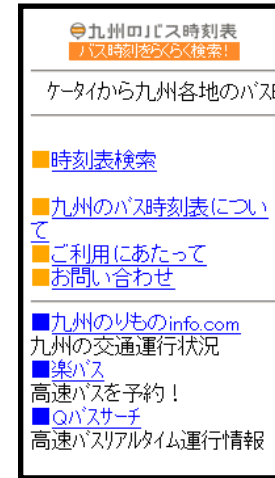 九州のバス時刻表
バス時刻をらくらく検索!
ケータイから九州各地のバス
■時刻表検索
■九州のバス時刻表につい
て
■ご利用にあたって
■お問い合わせ
■九州のりものinfo.com
九州の交通運行状況
■楽バス
高速バスを予約！
■Qバスサーチ
高速バスリアルタイム運行情報